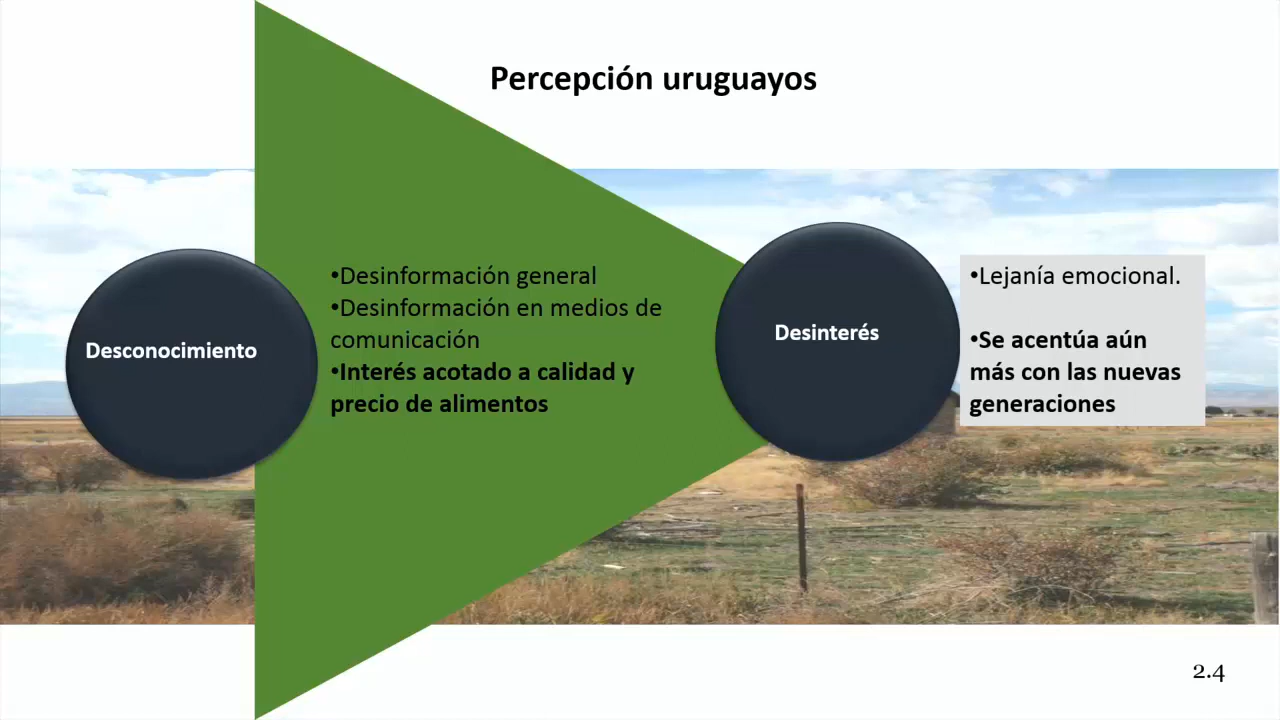 Percepción uruguayos
Desconocimiento
•Desinformación general
•Desinformación en medios de
comunicación
•Interés acotado a calidad y
precio de alimentos
Desinterés
•Lejanía emocional.
•Se acentúa aún
más con las nuevas
generaciones
2.4